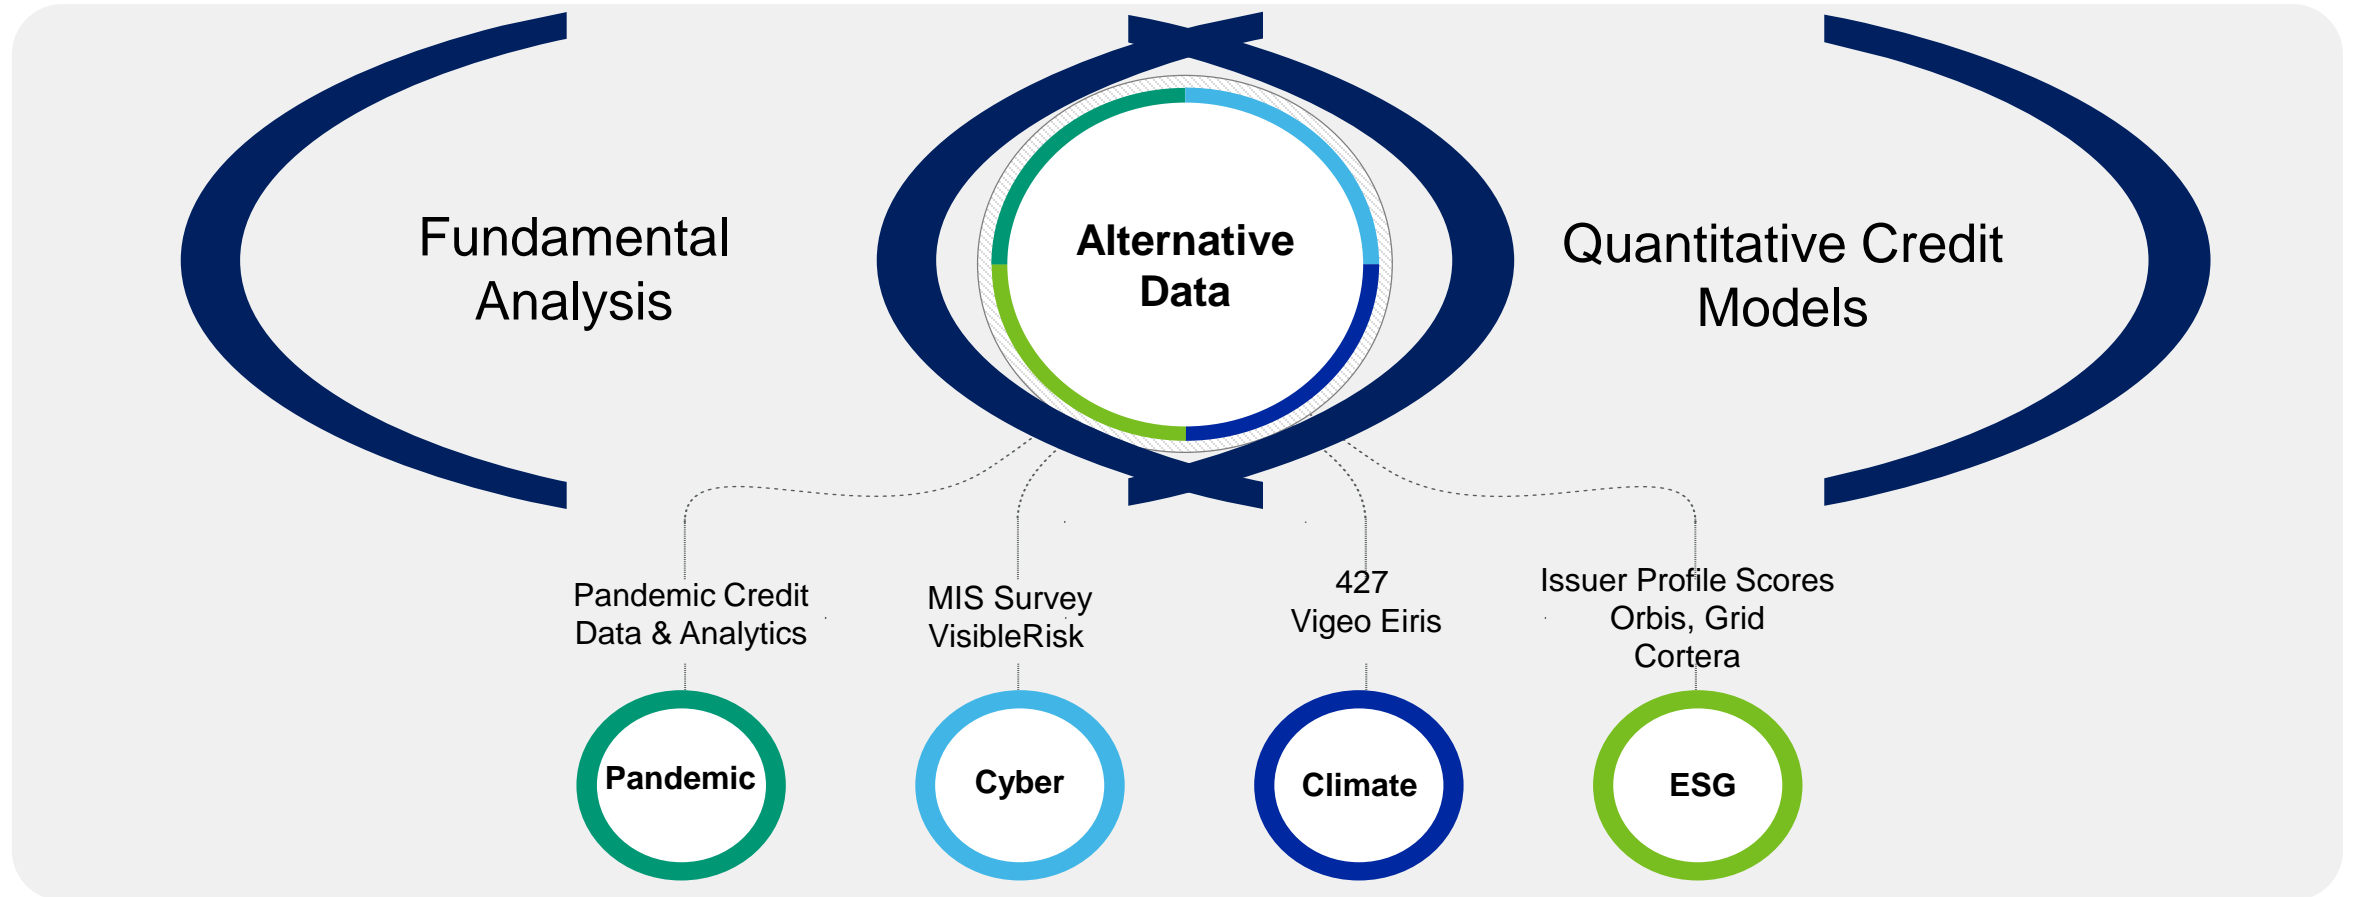 Fundamental
Analysis
Alternative
Data
Quantitative Credit
Models
Pandemic Credit
Data & Analytics
MIS Survey
VisibleRisk
427
Vigeo Eiris
Issuer Profile Scores
Orbis, Grid
Cortera
Pandemic
Cyber
Climate
ESG